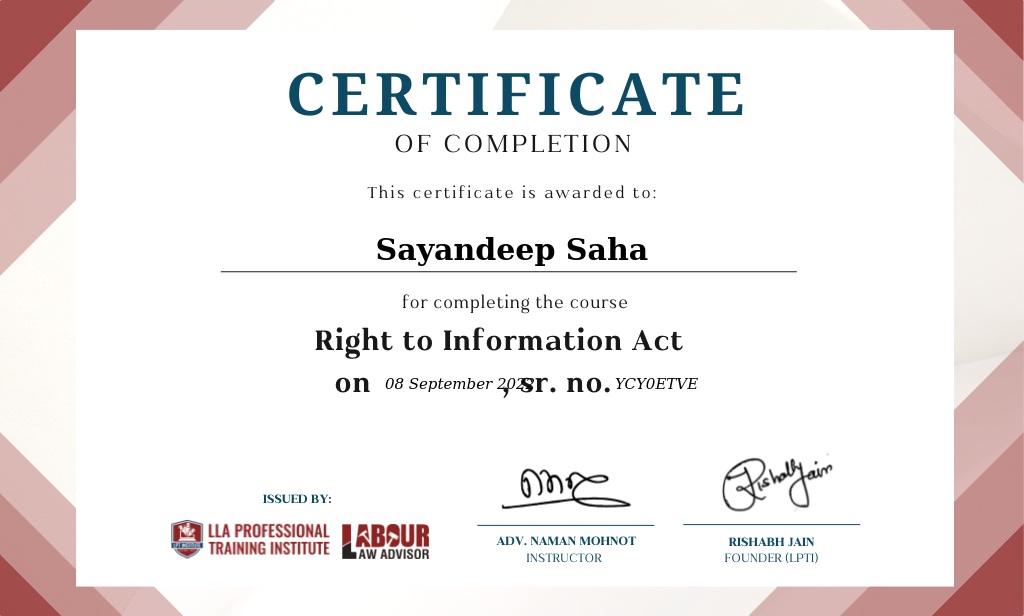 CERTIFICATE
OF COMPLETION
This certificate is awarded to:
Sayandeep Saha
for completing the course
Right to Information Act
on 08 September , sr. no. YCY0ETVE
Rishabh Jain
ISSUED BY:
LLA PROFESSIONAL
TRAINING INSTITUTE
LABOUR
LAW ADVISOR
ADV. NAMAN MOHNOT
INSTRUCTOR
RISHABH JAIN
FOUNDER (LPTI)